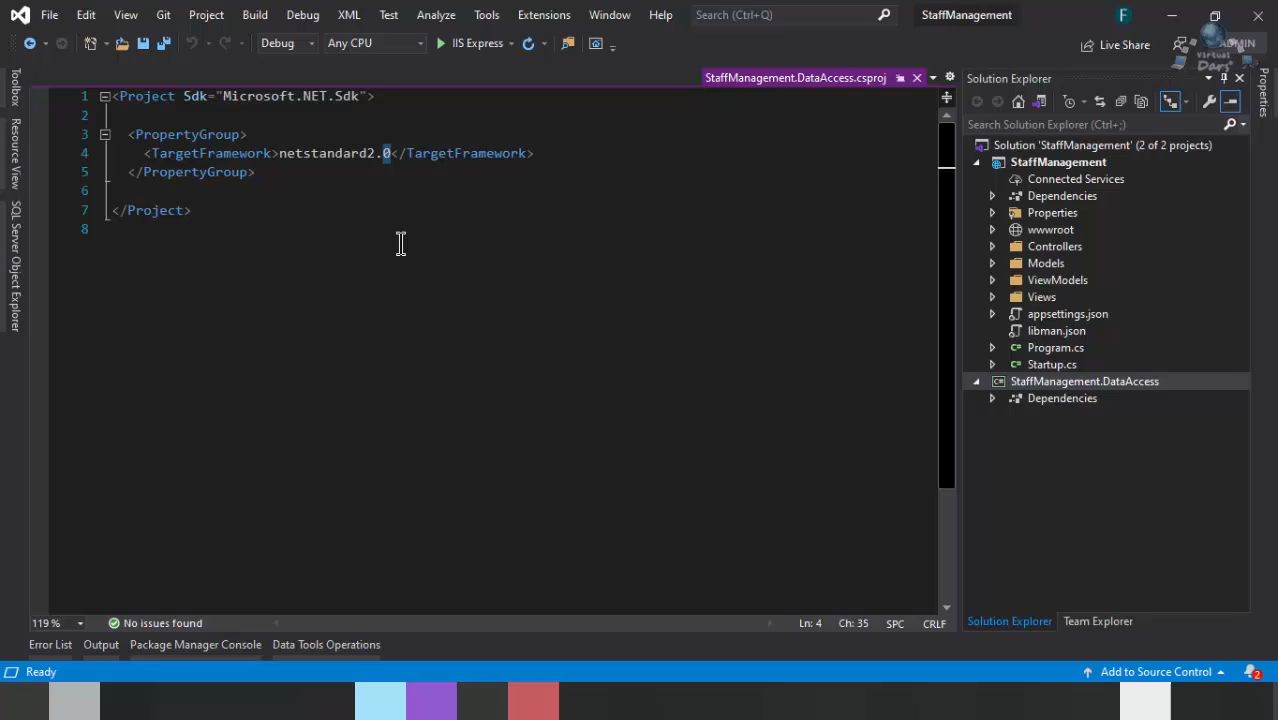 File Edit View Git Project Build Debug XML Test Analyze Tools Extensions Window Help Search (Ctrl+Q) StaffManagement F
Debug Any CPU IIS Express Live Share ADMIN
Virtual Dars
Toolbox
Resource View
SQL Server Object Explorer
StaffManagement.DataAccess.csproj
1 <Project Sdk="Microsoft.NET.Sdk">
2
3 <PropertyGroup>
4 <TargetFramework>netstandard2.0</TargetFramework>
5 </PropertyGroup>
6
7 </Project>
8
119 % No issues found Ln: 4 Ch: 35 SPC CRLF
Error List Output Package Manager Console Data Tools Operations
Solution Explorer
Search Solution Explorer (Ctrl+;)
Solution 'StaffManagement' (2 of 2 projects)
StaffManagement
Connected Services
Dependencies
Properties
wwwroot
Controllers
Models
ViewModels
Views
appsettings.json
libman.json
C# Program.cs
C# Startup.cs
C# StaffManagement.DataAccess
Dependencies
Solution Explorer Team Explorer
Properties
Ready Add to Source Control 2